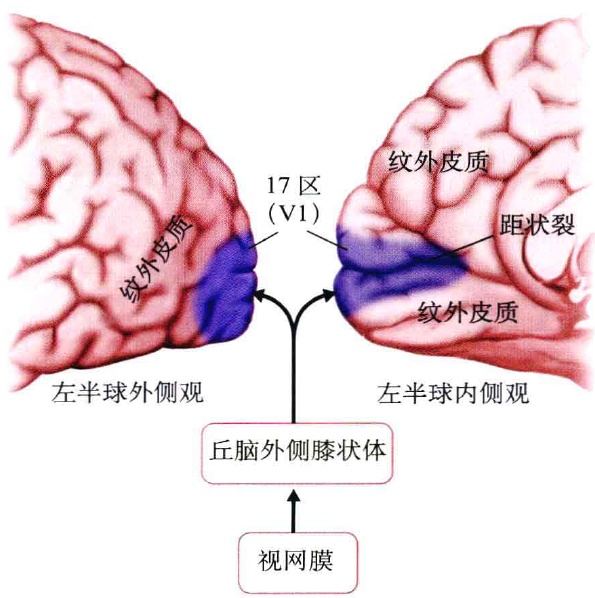 纹外皮质
17 区
（V1）
纹外皮质
距状裂
纹外皮质
左半球外侧观
左半球内侧观
丘脑外侧膝状体
视网膜